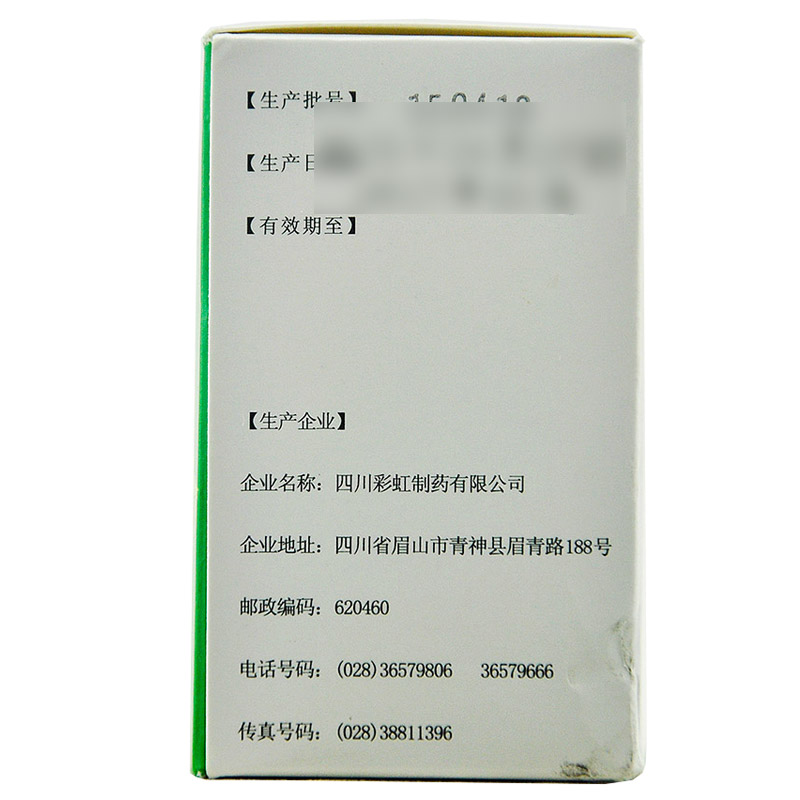 【生产批号】
【生产日
【有效期至】
【生产企业】
企业名称：四川彩虹制药有限公司
企业地址：四川省眉山市青神县眉青路188号
邮政编码：620460
电话号码：(028)36579806 36579666
传真号码：(028)38811396